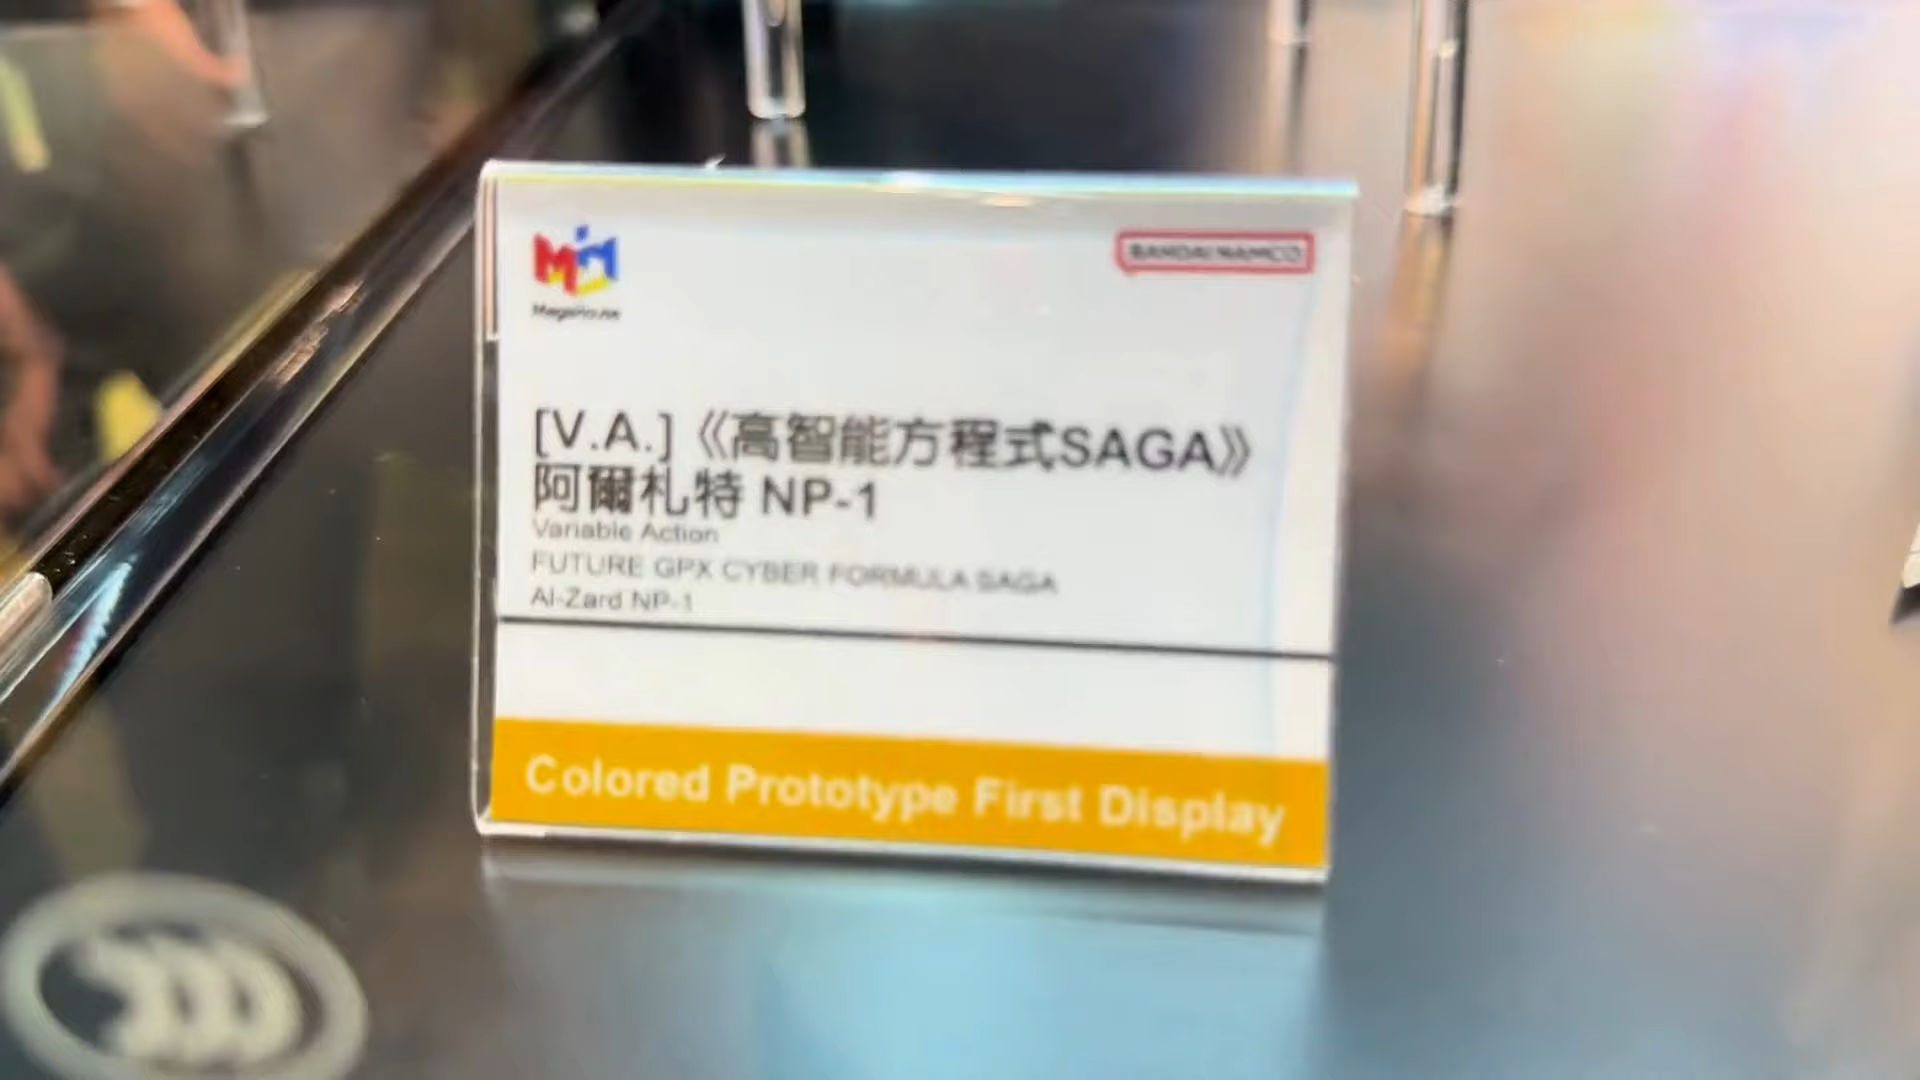 MegaHouse
BANDAI NAMCO
[V.A.]《高智能方程式SAGA》
阿爾札特 NP-1
Variable Action
FUTURE GPX CYBER FORMULA SAGA
Al-Zard NP-1
Colored Prototype First Display